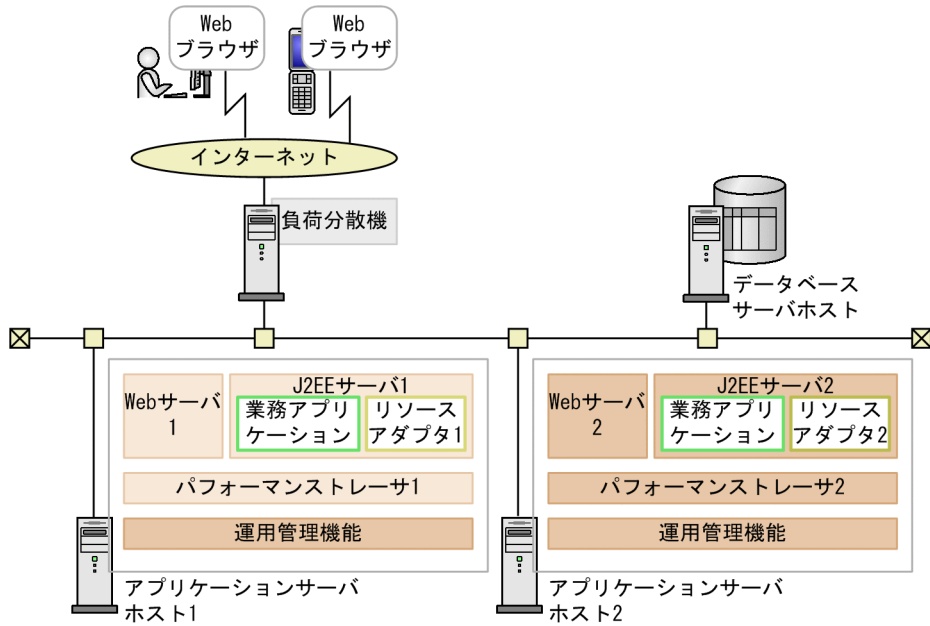 Web
ブラウザ
Web
ブラウザ
インターネット
負荷分散機
データベース
サーバホスト
Webサーバ
1
J2EEサーバ1
業務アプリ
ケーション
リソース
アダプタ1
パフォーマンストレーサ1
運用管理機能
アプリケーションサーバ
ホスト1
Webサーバ
2
J2EEサーバ2
業務アプリ
ケーション
リソース
アダプタ2
パフォーマンストレーサ2
運用管理機能
アプリケーションサーバ
ホスト2